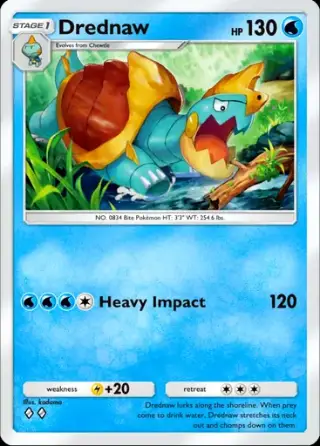 STAGE 1
Drednaw
HP 130
Evolves from Chewtle
NO. 0834 Bite Pokémon HT: 3'3" WT: 254.6 lbs.
Heavy Impact 120
weakness +20 retreat
Illus. kodama
Drednaw lurks along the shoreline. When prey
come to drink water, Drednaw stretches its neck
out and chomps down on them.